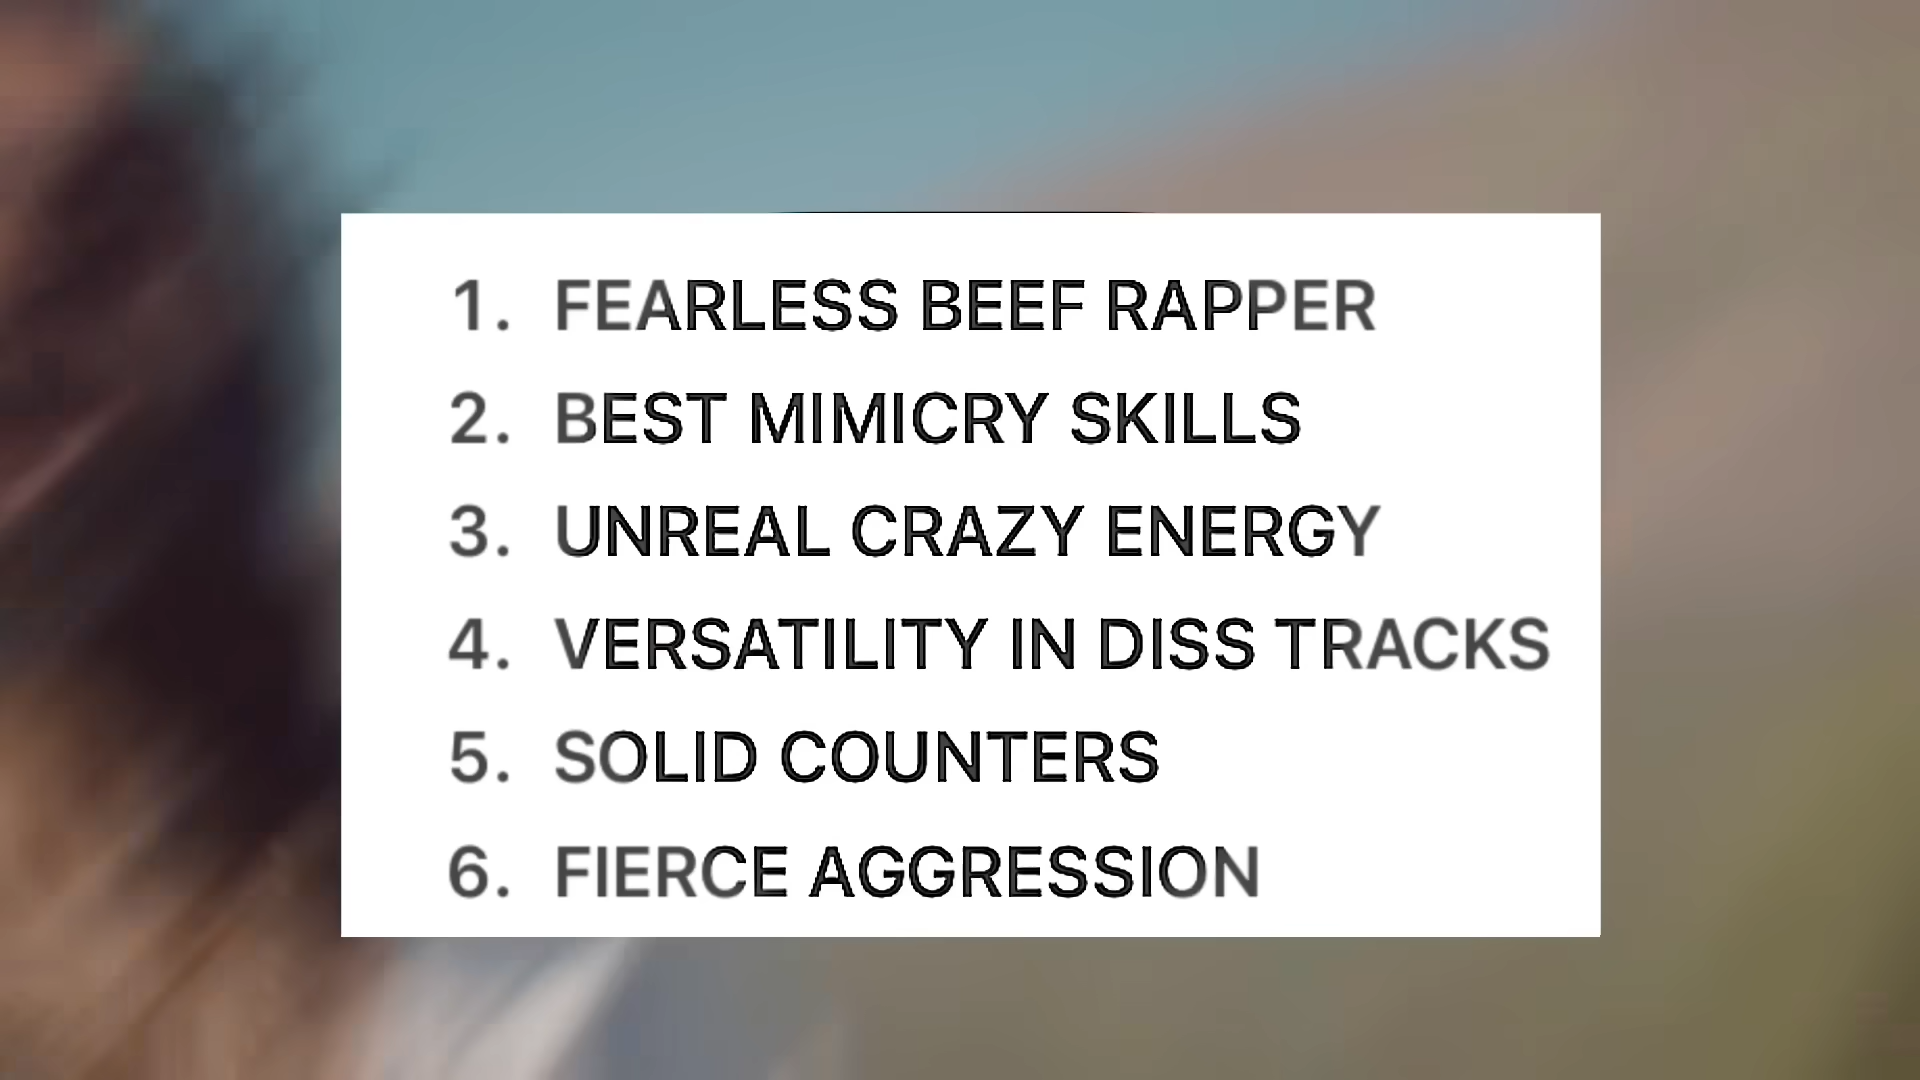 1. FEARLESS BEEF RAPPER
2. BEST MIMICRY SKILLS
3. UNREAL CRAZY ENERGY
4. VERSATILITY IN DISS TRACKS
5. SOLID COUNTERS
6. FIERCE AGGRESSION